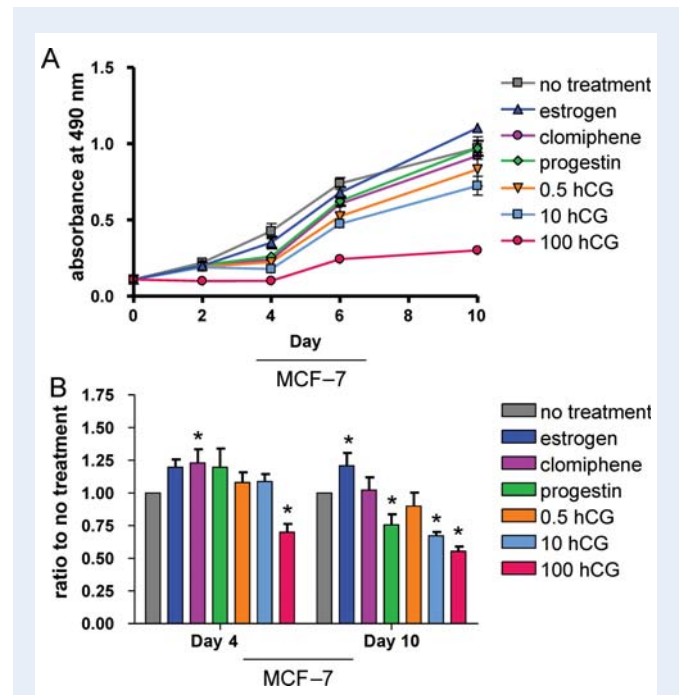 A
absorbance at 490 nm
1.5
1.0
0.5
0.0
0 2 4 6 8 10
Day
MCF–7
no treatment
estrogen
clomiphene
progestin
0.5 hCG
10 hCG
100 hCG
B
ratio to no treatment
1.75
1.50
1.25
1.00
0.75
0.50
0.25
0.00
* * * * * *
Day 4 Day 10
MCF–7
no treatment
estrogen
clomiphene
progestin
0.5 hCG
10 hCG
100 hCG